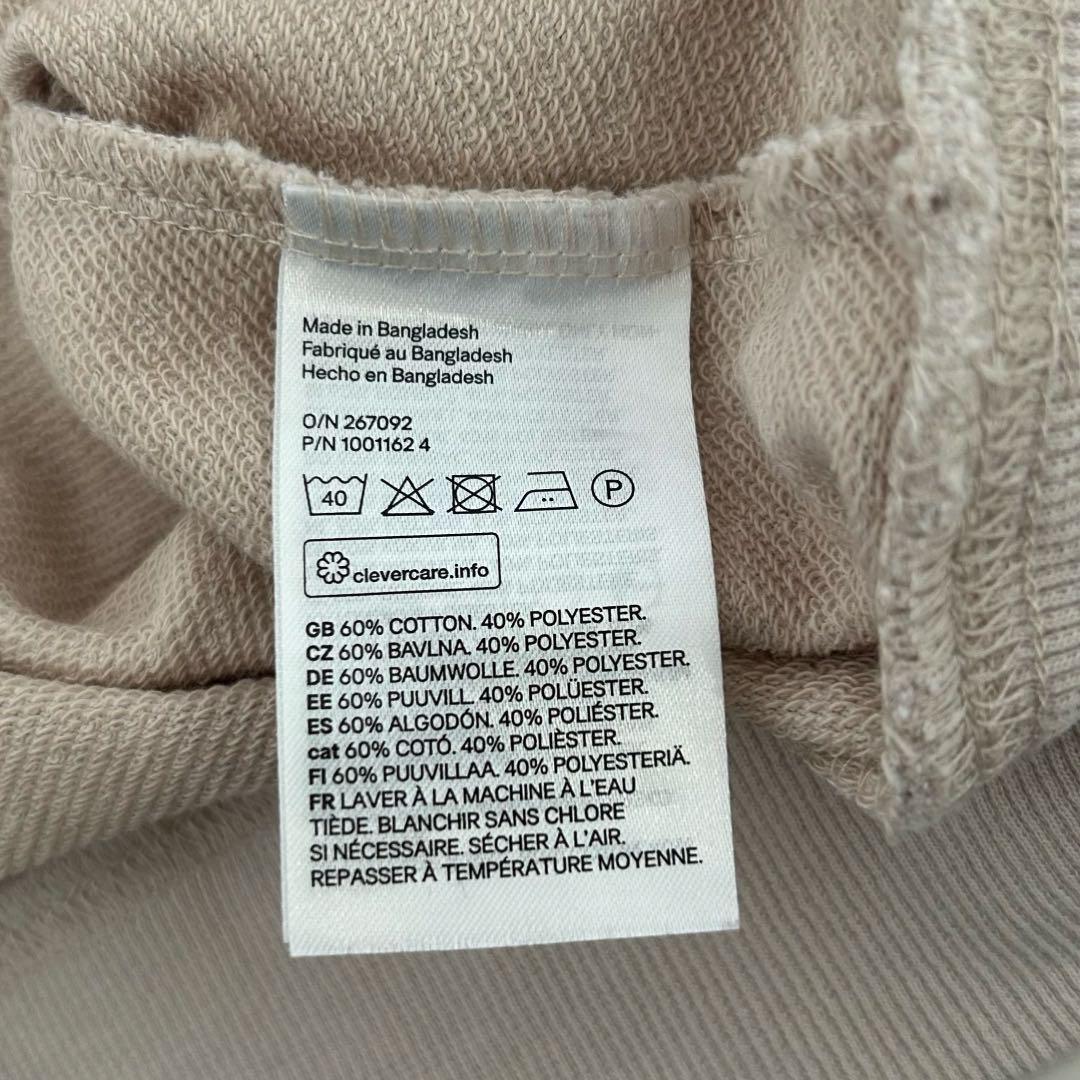 Made in Bangladesh
Fabriqué au Bangladesh
Hecho en Bangladesh
O/N 267092
P/N 1001162 4
40 P
clevercare.info
GB 60% COTTON. 40% POLYESTER.
CZ 60% BAVLNA. 40% POLYESTER.
DE 60% BAUMWOLLE. 40% POLYESTER.
EE 60% PUUVILL. 40% POLÜESTER.
ES 60% ALGODÓN. 40% POLIÉSTER.
cat 60% COTÓ. 40% POLIÈSTER.
FI 60% PUUVILLAA. 40% POLYESTERIÄ.
FR LAVER À LA MACHINE À L'EAU
TIÈDE. BLANCHIR SANS CHLORE
SI NÉCESSAIRE. SÉCHER À L'AIR.
REPASSER À TEMPÉRATURE MOYENNE.